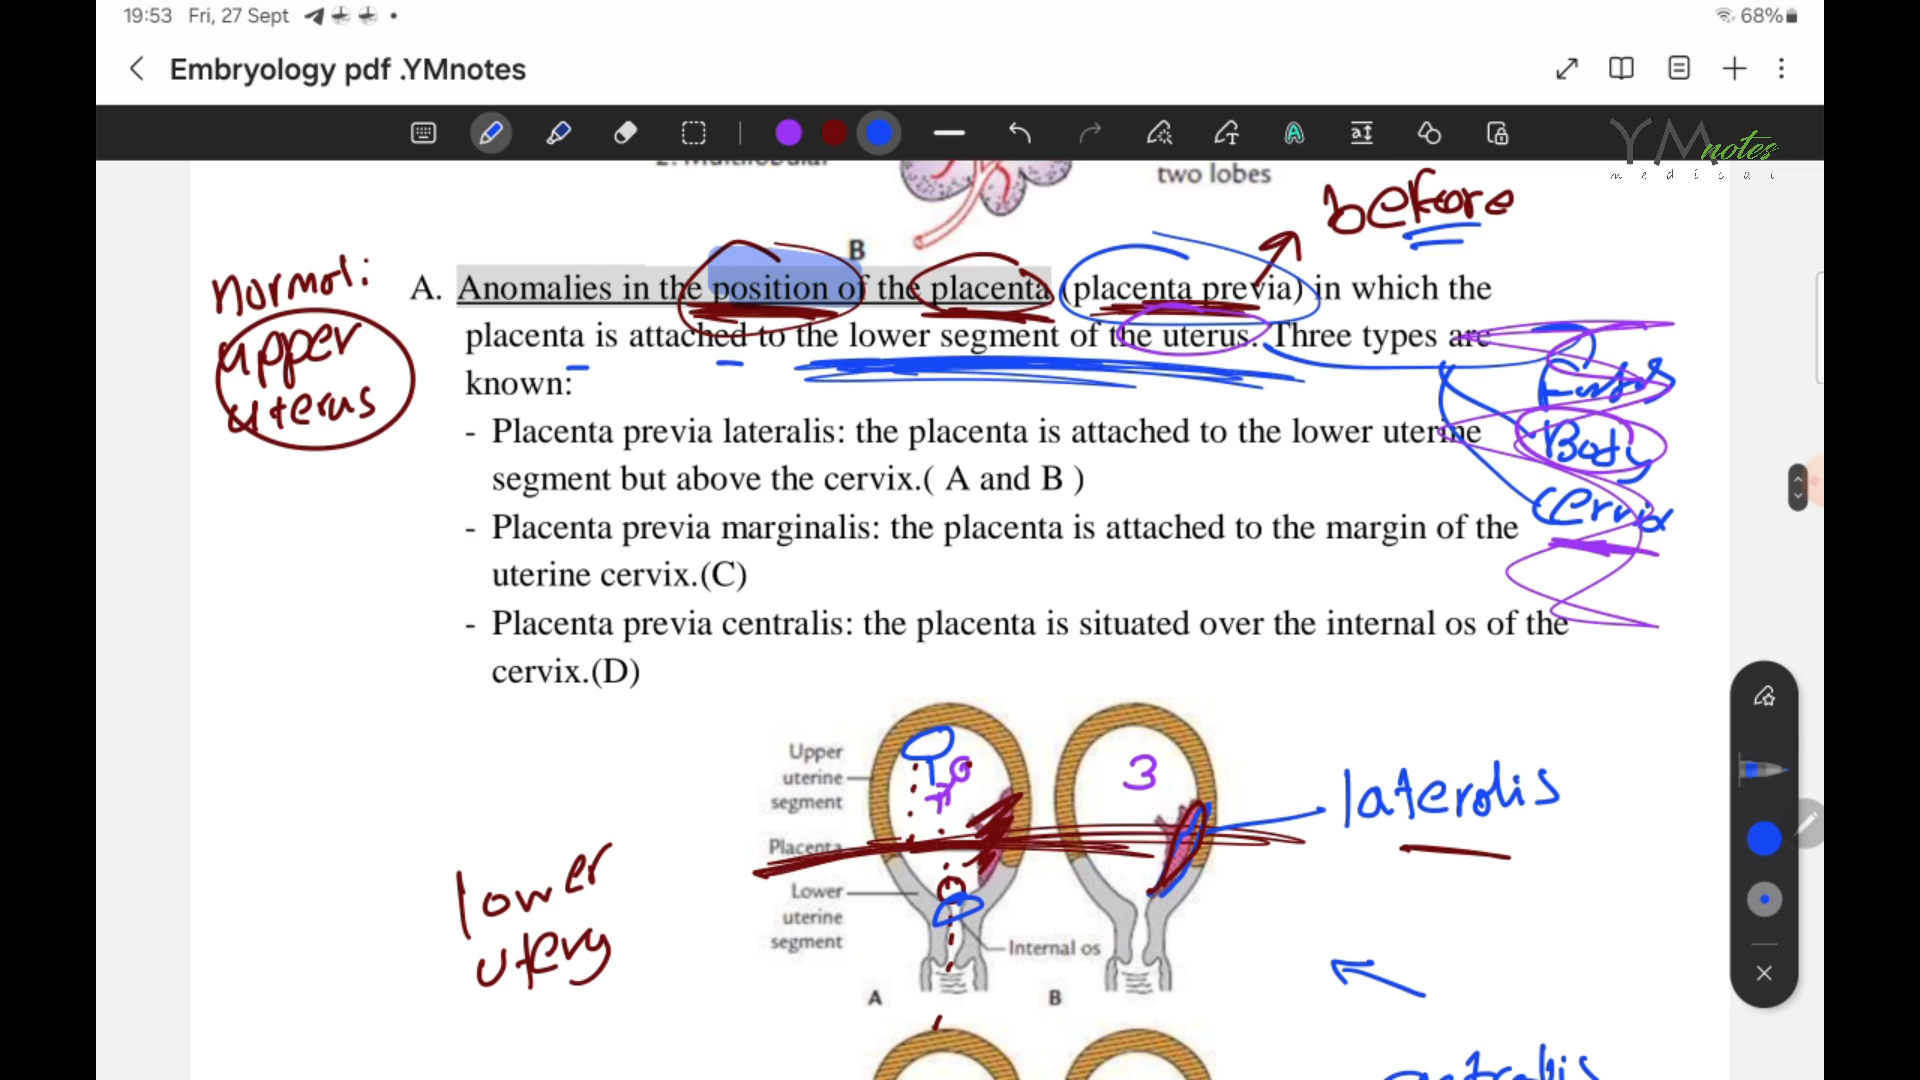 19:53 Fri, 27 Sept
68%
Embryology pdf .YMnotes
YM notes
medical
two lobes
before
B
normol:
upper
uterus
A. Anomalies in the position of the placenta (placenta previa) in which the
placenta is attached to the lower segment of the uterus. Three types are
known:
Body
Cervix
- Placenta previa lateralis: the placenta is attached to the lower uterine
segment but above the cervix.( A and B )
- Placenta previa marginalis: the placenta is attached to the margin of the
uterine cervix.(C)
- Placenta previa centralis: the placenta is situated over the internal os of the
cervix.(D)
Upper
uterine
segment
3
laterolis
Placenta
lower
Lower
uterine
segment
Internal os
A
B